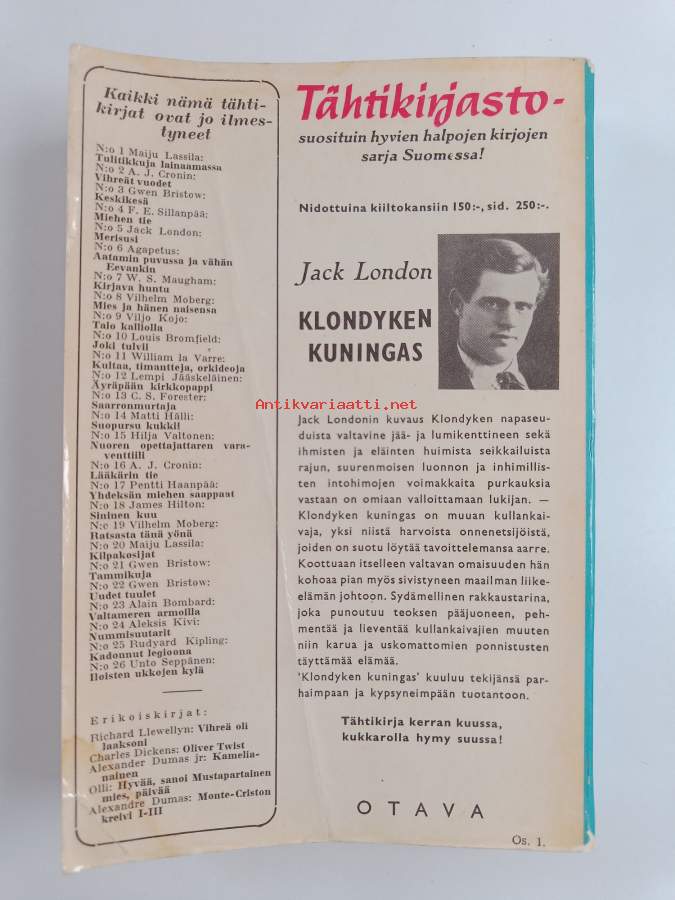 Kaikki nämä tähti-
kirjat ovat jo ilmes-
tyneet
N:o 1 Maiju Lassila:
Tulitikkuja lainaamassa
N:o 2 A. J. Cronin:
Vihreät vuodet
N:o 3 Gwen Bristow:
Keskikesä
N:o 4 F. E. Sillanpää:
Miehen tie
N:o 5 Jack London:
Merisusi
N:o 6 Agapetus:
Aatamin puvussa ja vähän
Eevankin
N:o 7 W. S. Maugham:
Kirjava huntu
N:o 8 Vilhelm Moberg:
Mies ja hänen naisensa
N:o 9 Viljo Kojo:
Talo kalliolla
N:o 10 Louis Bromfield:
Joki tulvii
N:o 11 William la Varre:
Kultaa, timantteja, orkideoja
N:o 12 Lempi Jääskeläinen:
Äyräpään kirkkopappi
N:o 13 C. S. Forester:
Saarronmurtaja
N:o 14 Matti Hälli:
Suopursu kukkii
N:o 15 Hilja Valtonen:
Nuoren opettajattaren vara-
venttiili
N:o 16 A. J. Cronin:
Lääkärin tie
N:o 17 Pentti Haanpää:
Yhdeksän miehen saappaat
N:o 18 James Hilton:
Sininen kuu
N:o 19 Vilhelm Moberg:
Ratsasta tänä yönä
N:o 20 Maiju Lassila:
Kilpakosijat
N:o 21 Gwen Bristow:
Tammikuja
N:o 22 Gwen Bristow:
Uudet tuulet
N:o 23 Alain Bombard:
Valtameren armoilla
N:o 24 Aleksis Kivi:
Nummisuutarit
N:o 25 Rudyard Kipling:
Kadonnut legioona
N:o 26 Unto Seppänen:
Iloisten ukkojen kylä
Erikoiskirjat:
Richard Llewellyn: Vihreä oli
laaksoni
Charles Dickens: Oliver Twist
Alexander Dumas jr: Kamelia-
nainen
Olli: Hyvää, sanoi Mustapartainen
mies, päivää
Alexandre Dumas: Monte-Criston
kreivi I-III
Tähtikirjasto-
suosituin hyvien halpojen kirjojen
sarja Suomessa!
Nidottuina kiiltokansiin 150:-, sid. 250:-.
Jack London
KLONDYKEN
KUNINGAS
Antikvariaatti.net
Jack Londonin kuvaus Klondyken napaseu-
duista valtavine jää- ja lumikenttineen sekä
ihmisten ja eläinten huimista seikkailuista
rajun, suurenmoisen luonnon ja inhimillis-
ten intohimojen voimakkaita purkauksia
vastaan on omiaan valloittamaan lukijan. —
Klondyken kuningas on muuan kullankai-
vaja, yksi niistä harvoista onnenetsijöistä,
joiden on suotu löytää tavoittelemansa aarre.
Koottuaan itselleen valtavan omaisuuden hän
kohoaa pian myös sivistyneen maailman liike-
elämän johtoon. Sydämellinen rakkaustarina,
joka punoutuu teoksen pääjuoneen, peh-
mentää ja lieventää kullankaivajien muuten
niin karua ja uskomattomien ponnistusten
täyttämää elämää.
'Klondyken kuningas' kuuluu tekijänsä par-
haimpaan ja kypsyneimpään tuotantoon.
Tähtikirja kerran kuussa,
kukkarolla hymy suussa!
OTAVA
Os. 1.